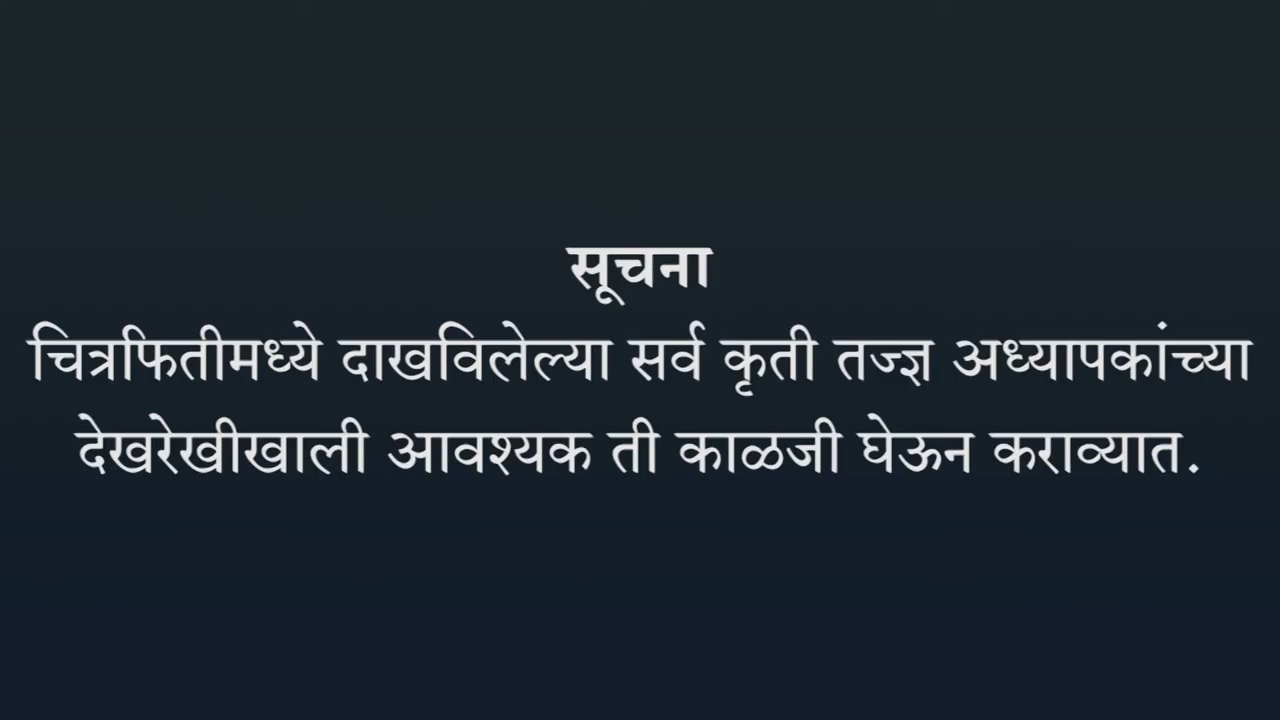 सूचना
चित्रफितीमध्ये दाखविलेल्या सर्व कृती तज्ज्ञ अध्यापकांच्या
देखरेखीखाली आवश्यक ती काळजी घेऊन कराव्यात.